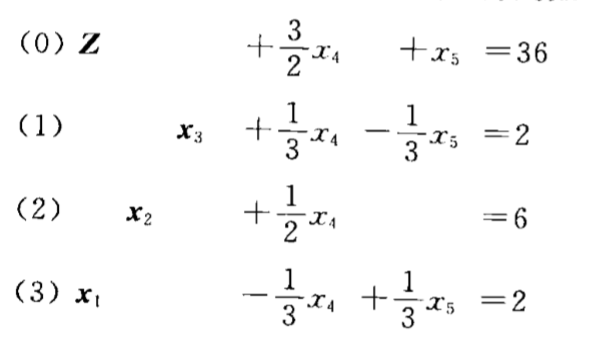 (0) Z +3/2 x₄ +x₅ =36
(1) x₃ +1/3 x₄ -1/3 x₅ =2
(2) x₂ +1/2 x₄ =6
(3) x₁ -1/3 x₄ +1/3 x₅ =2